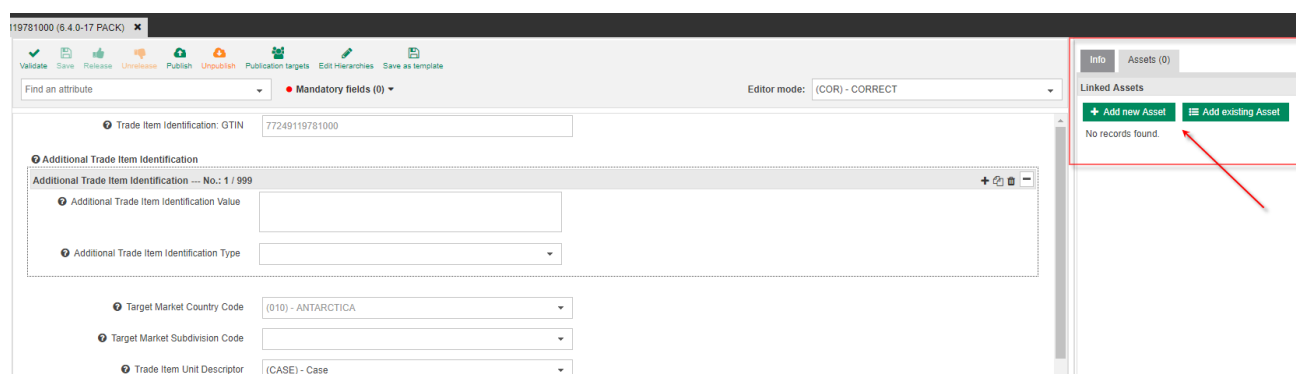 119781000 (6.4.0-17 PACK) ✖
Validate Save Release Unrelease Publish Unpublish Publication targets Edit Hierarchies Save as template
Find an attribute
Mandatory fields (0)
Editor mode: (COR) - CORRECT
Info Assets (0)
Linked Assets
Add new Asset Add existing Asset
No records found.
Trade Item Identification: GTIN 77249119781000
Additional Trade Item Identification
Additional Trade Item Identification --- No.: 1 / 999
Additional Trade Item Identification Value
Additional Trade Item Identification Type
Target Market Country Code (010) - ANTARCTICA
Target Market Subdivision Code
Trade Item Unit Descriptor (CASE) - Case